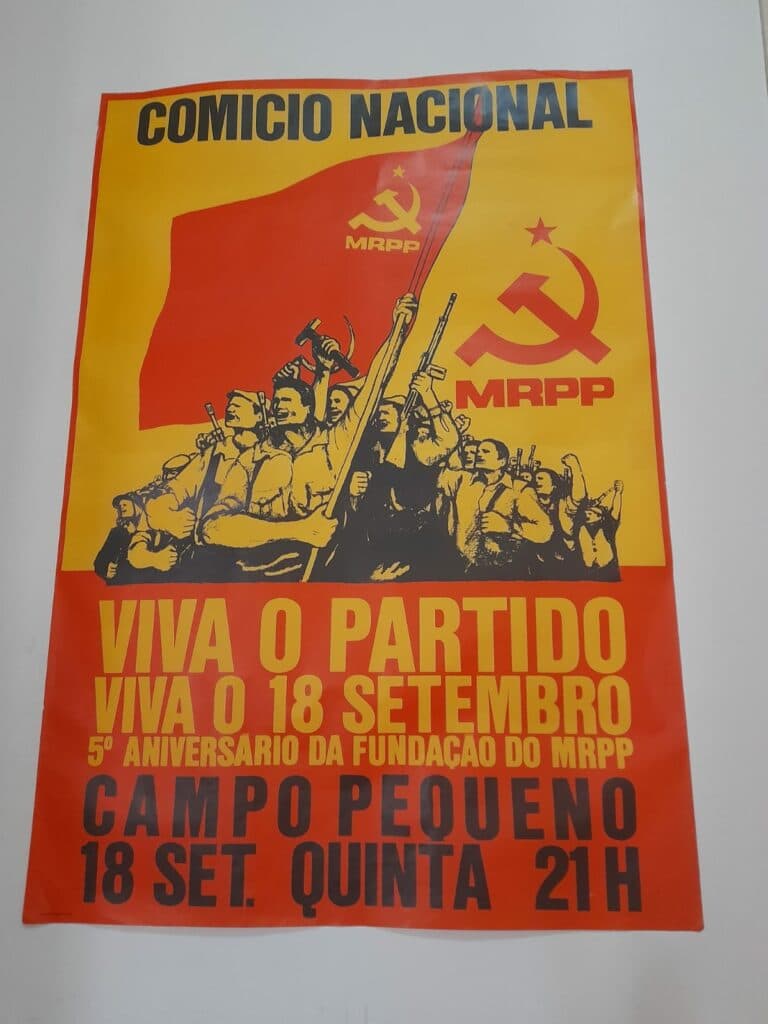 COMICIO NACIONAL
MRPP
MRPP
VIVA O PARTIDO
VIVA O 18 SETEMBRO
5º ANIVERSÁRIO DA FUNDAÇÃO DO MRPP
CAMPO PEQUENO
18 SET. QUINTA 21H